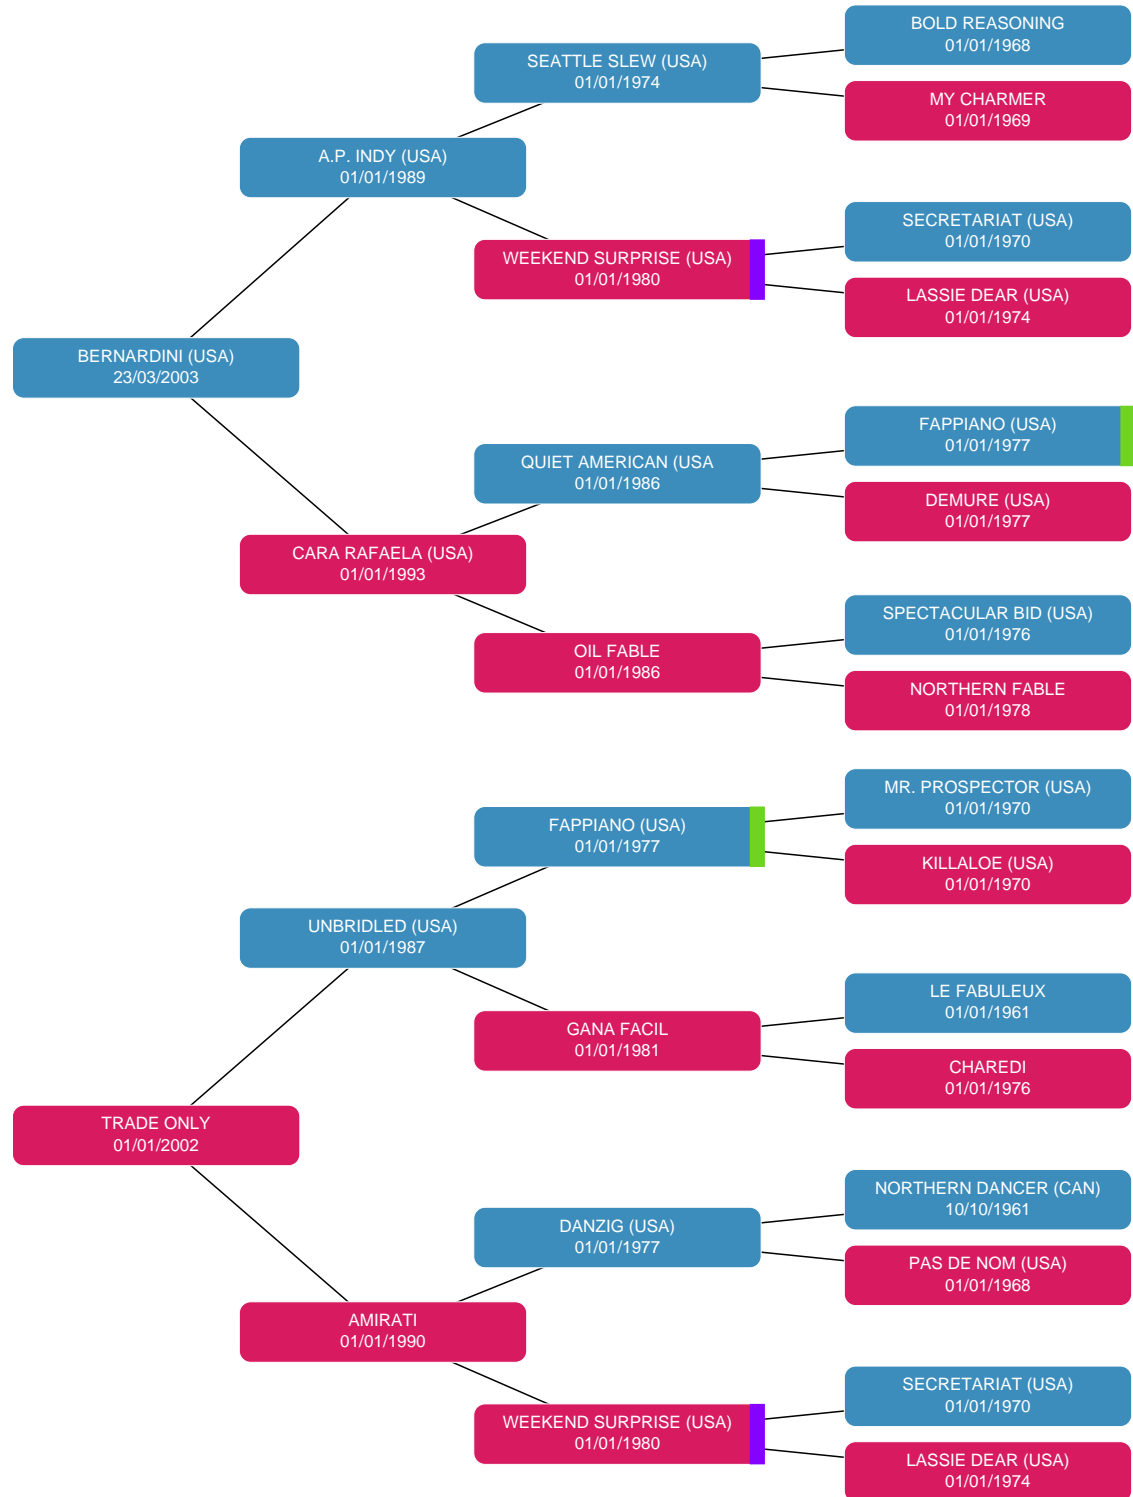 BOLD REASONING
01/01/1968
SEATTLE SLEW (USA)
01/01/1974
MY CHARMER
01/01/1969
A.P. INDY (USA)
01/01/1989
SECRETARIAT (USA)
01/01/1970
WEEKEND SURPRISE (USA)
01/01/1980
LASSIE DEAR (USA)
01/01/1974
BERNARDINI (USA)
23/03/2003
FAPPIANO (USA)
01/01/1977
QUIET AMERICAN (USA
01/01/1986
DEMURE (USA)
01/01/1977
CARA RAFAELA (USA)
01/01/1993
SPECTACULAR BID (USA)
01/01/1976
OIL FABLE
01/01/1986
NORTHERN FABLE
01/01/1978
MR. PROSPECTOR (USA)
01/01/1970
FAPPIANO (USA)
01/01/1977
KILLALOE (USA)
01/01/1970
UNBRIDLED (USA)
01/01/1987
LE FABULEUX
01/01/1961
GANA FACIL
01/01/1981
CHAREDI
01/01/1976
TRADE ONLY
01/01/2002
NORTHERN DANCER (CAN)
10/10/1961
DANZIG (USA)
01/01/1977
PAS DE NOM (USA)
01/01/1968
AMIRATI
01/01/1990
SECRETARIAT (USA)
01/01/1970
WEEKEND SURPRISE (USA)
01/01/1980
LASSIE DEAR (USA)
01/01/1974